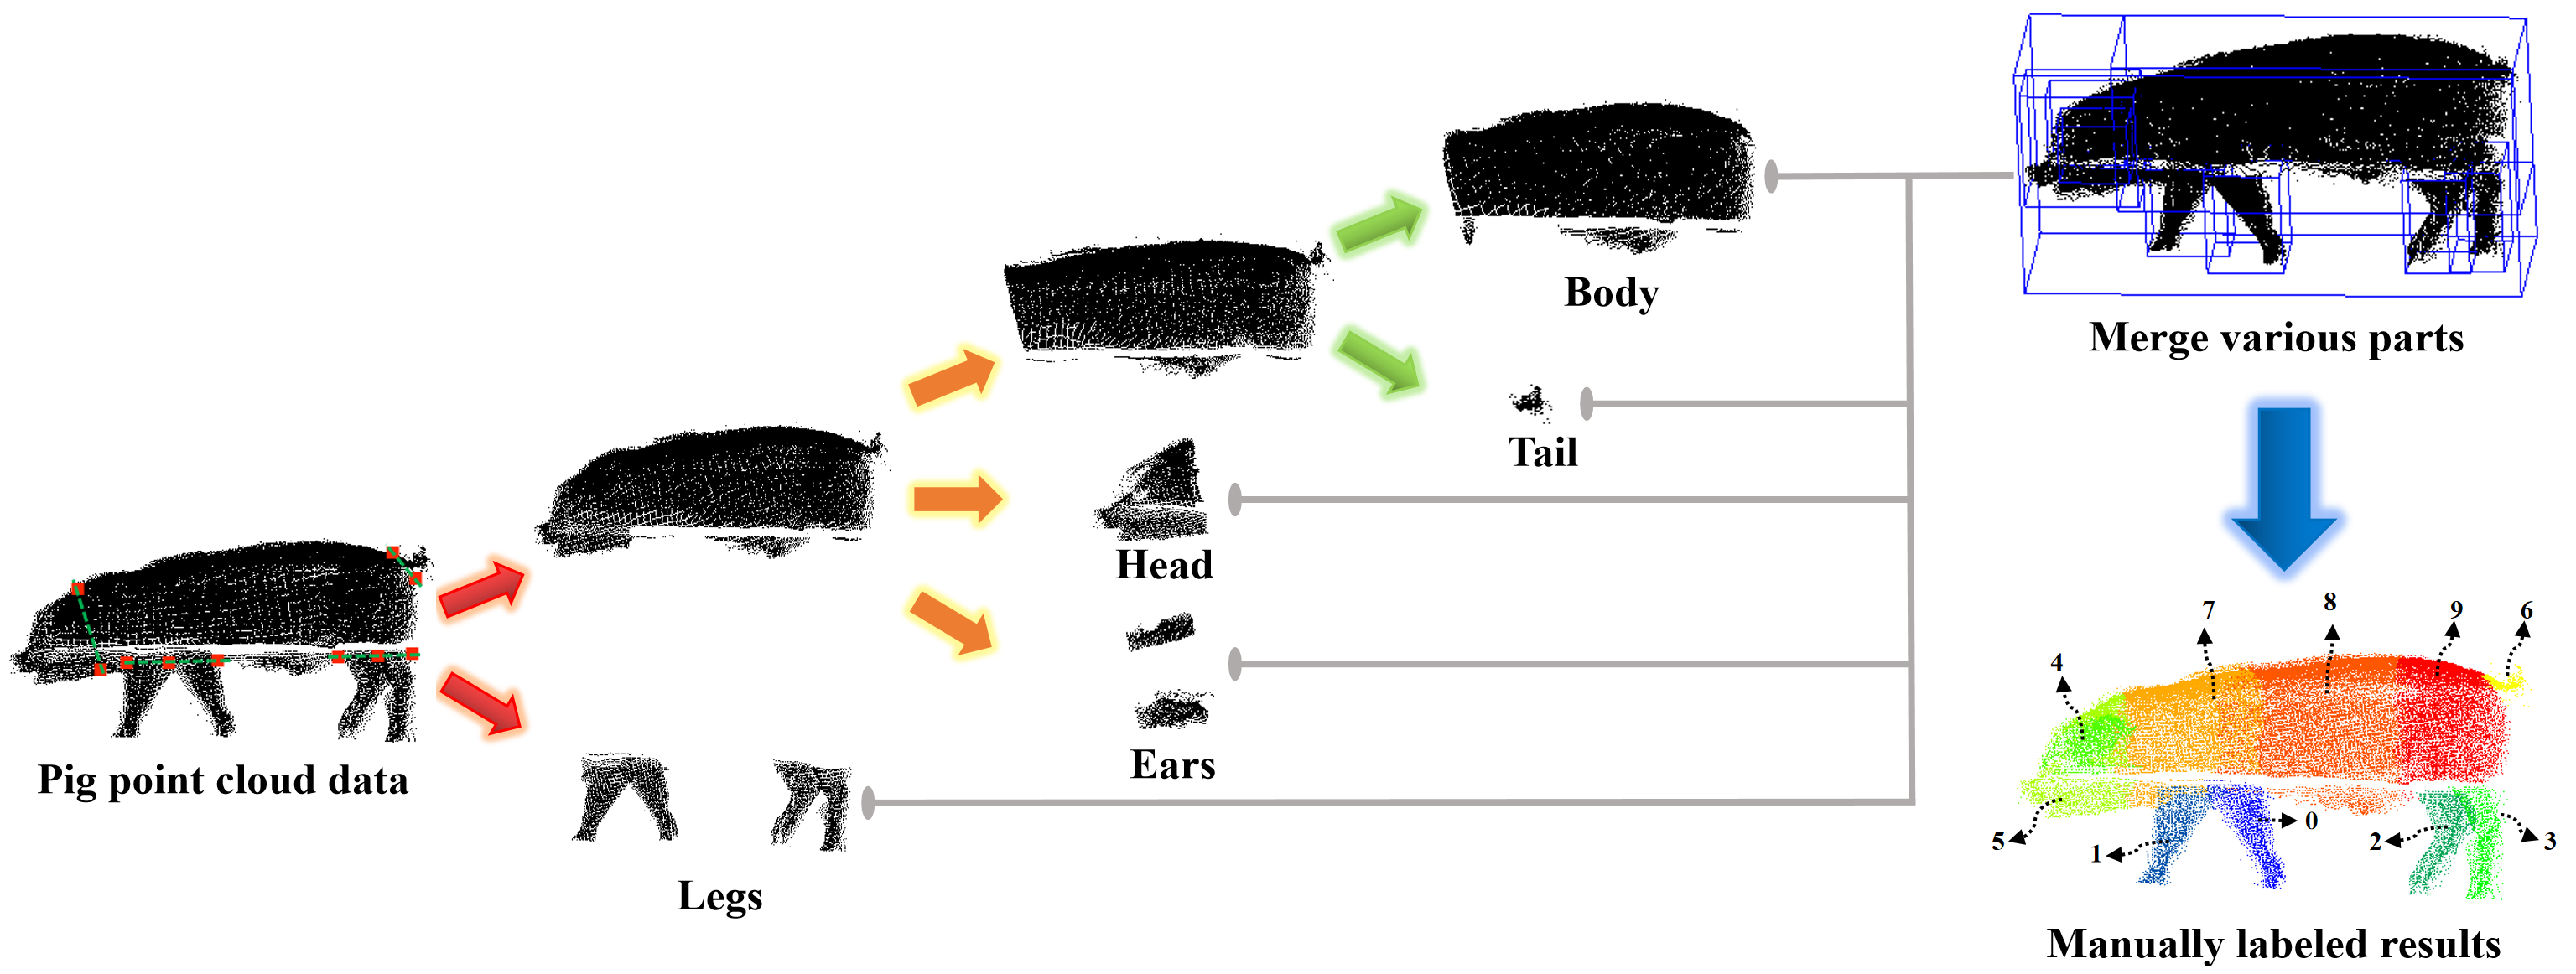 Body
Merge various parts
Tail
Head
Ears
Pig point cloud data
Legs
7
8
9
6
4
5
1
0
2
3
Manually labeled results